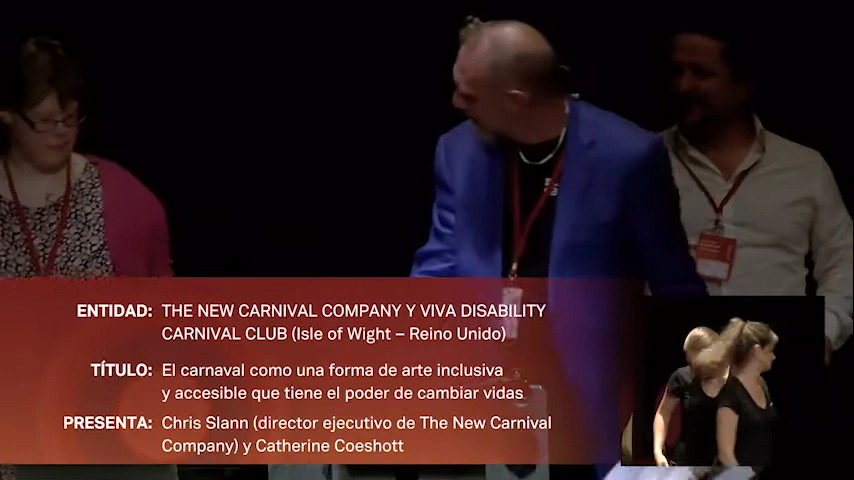 ENTIDAD: THE NEW CARNIVAL COMPANY Y VIVA DISABILITY
CARNIVAL CLUB (Isle of Wight – Reino Unido)
TÍTULO: El carnaval como una forma de arte inclusiva
y accesible que tiene el poder de cambiar vidas
PRESENTA: Chris Slann (director ejecutivo de The New Carnival
Company) y Catherine Coeshott